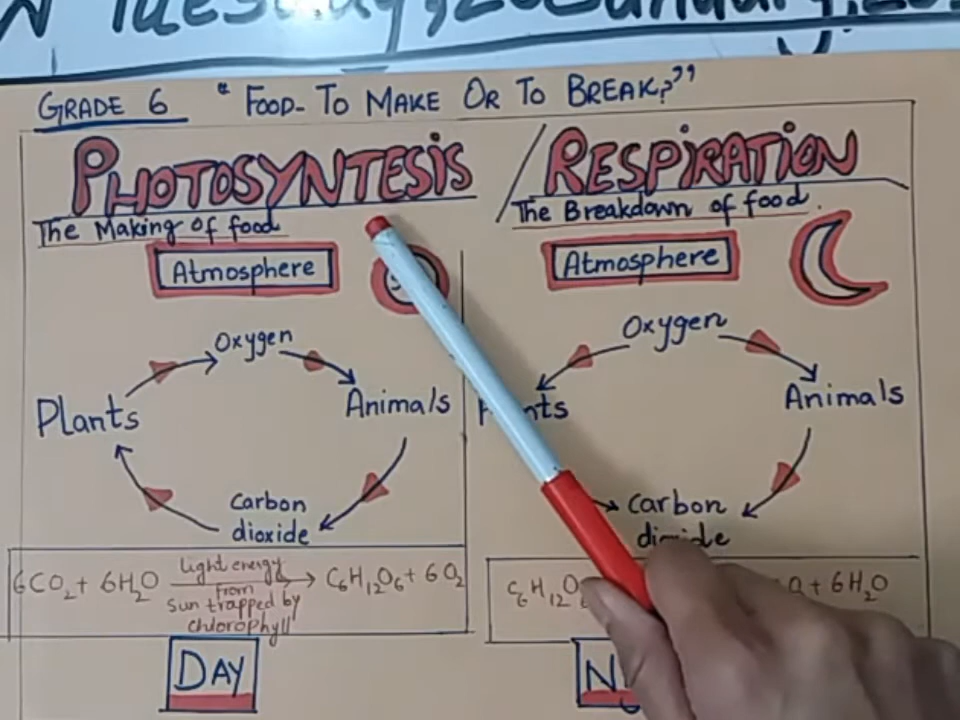 Tuesday, 
GRADE 6 "FOOD- TO MAKE OR TO BREAK?"
PHOTOSYNTESIS / RESPIRATION
The Making of food
The Breakdown of food.
Atmosphere
Atmosphere
Oxygen
Plants
Animals
Carbon
dioxide
Oxygen
Animals
Carbon
dioxide
6CO2 + 6H2O Light energy from sun trapped by chlorophyll → C6H12O6 + 6O2
+ 6H2O
DAY